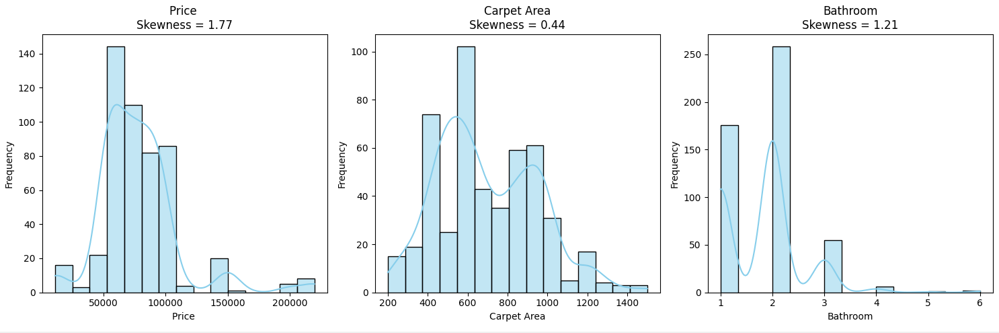 Price
Skewness = 1.77
140
120
100
80
60
40
20
0
Frequency
50000 100000 150000 200000
Price
Carpet Area
Skewness = 0.44
100
80
60
40
20
0
Frequency
200 400 600 800 1000 1200 1400
Carpet Area
Bathroom
Skewness = 1.21
250
200
150
100
50
0
Frequency
1 2 3 4 5 6
Bathroom